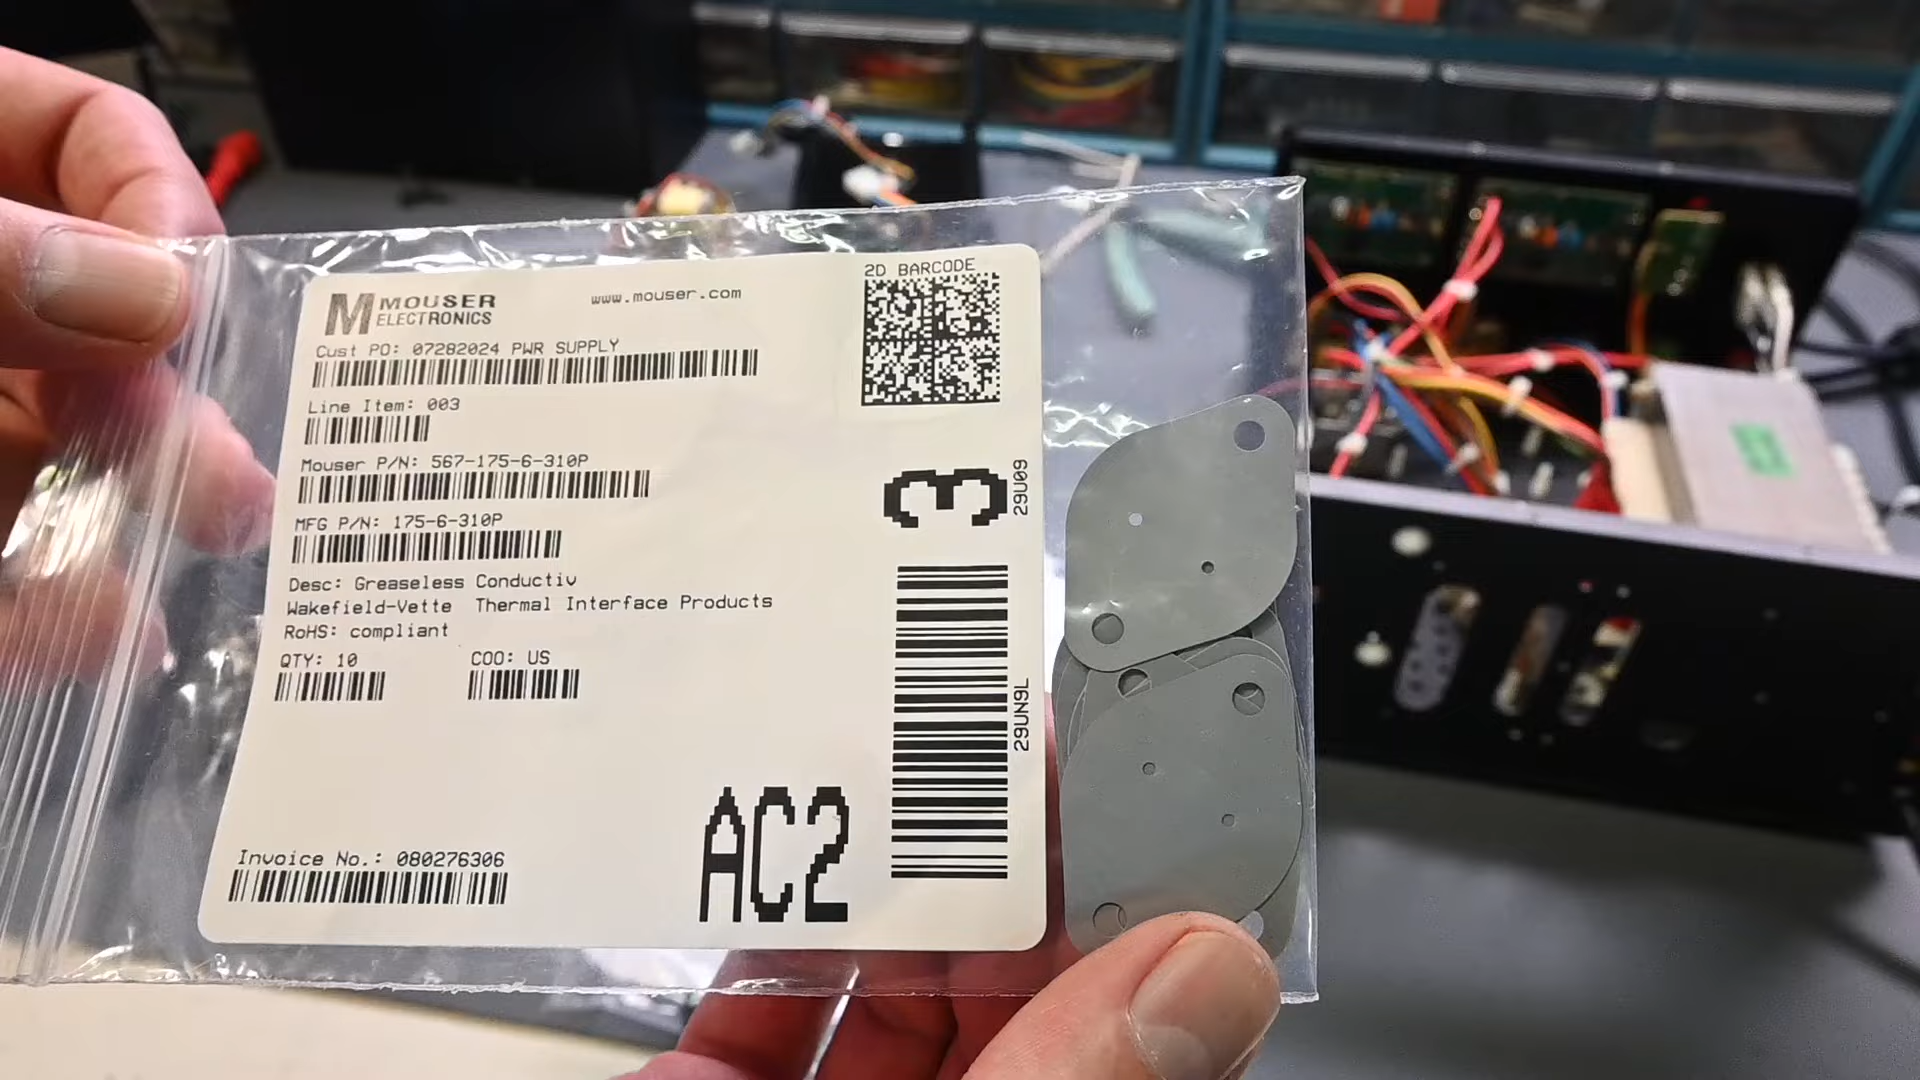 MOUSER
ELECTRONICS
www.mouser.com
2D BARCODE
Cust PO: 07282024 PWR SUPPLY
Line Item: 003
Mouser P/N: 567-175-6-310P
MFG P/N: 175-6-310P
Desc: Greaseless Conductiv
Wakefield-Vette Thermal Interface Products
RoHS: compliant
QTY: 10
COO: US
3
29U09
29UN9L
AC2
Invoice No.: 080276306